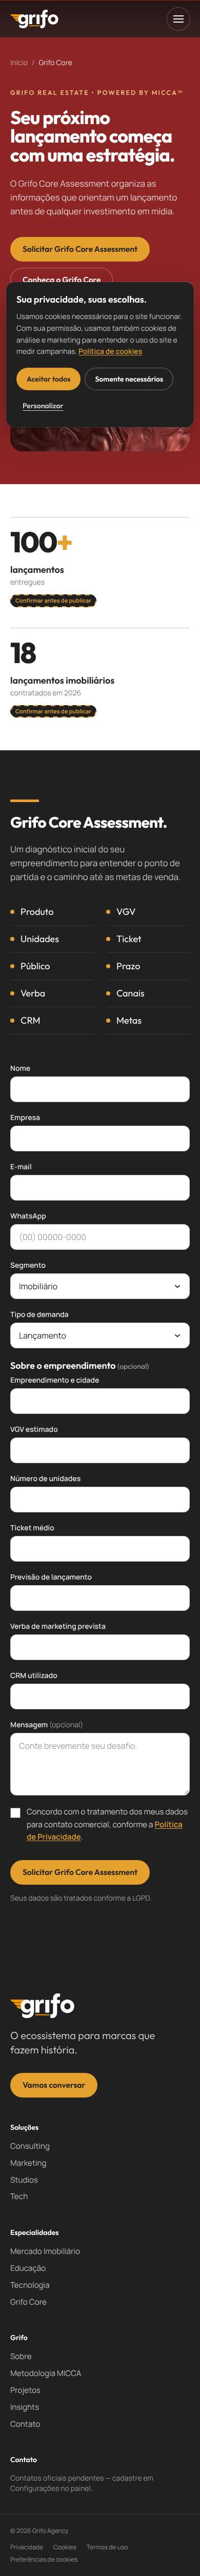 grifo
Início / Grifo Core
GRIFO REAL ESTATE • POWERED BY MICCA™
Seu próximo
lançamento começa
com uma estratégia.
O Grifo Core Assessment organiza as
informações que orientam um lançamento
antes de qualquer investimento em mídia.
Solicitar Grifo Core Assessment
Conheça o Grifo Core
Sua privacidade, suas escolhas.
Usamos cookies necessários para o site funcionar.
Com sua permissão, usamos também cookies de
análise e marketing para entender o uso do site e
medir campanhas. Política de cookies
Aceitar todos
Somente necessários
Personalizar
100+
lançamentos
entregues
Confirmar antes de publicar
18
lançamentos imobiliários
contratados em 2026
Confirmar antes de publicar
Grifo Core Assessment.
Um diagnóstico inicial do seu
empreendimento para entender o ponto de
partida e o caminho até as metas de venda.
Produto
VGV
Unidades
Ticket
Público
Prazo
Verba
Canais
CRM
Metas
Nome
Empresa
E-mail
WhatsApp
(00) 00000-0000
Segmento
Imobiliário
Tipo de demanda
Lançamento
Sobre o empreendimento (opcional)
Empreendimento e cidade
VGV estimado
Número de unidades
Ticket médio
Previsão de lançamento
Verba de marketing prevista
CRM utilizado
Mensagem (opcional)
Conte brevemente seu desafio.
Concordo com o tratamento dos meus dados
para contato comercial, conforme a Política
de Privacidade.
Solicitar Grifo Core Assessment
Seus dados são tratados conforme a LGPD.
grifo
O ecossistema para marcas que
fazem história.
Vamos conversar
Soluções
Consulting
Marketing
Studios
Tech
Especialidades
Mercado Imobiliário
Educação
Tecnologia
Grifo Core
Grifo
Sobre
Metodologia MICCA
Projetos
Insights
Contato
Contato
Contatos oficiais pendentes — cadastre em
Configurações no painel.
© 2026 Grifo Agency
Privacidade Cookies Termos de uso
Preferências de cookies